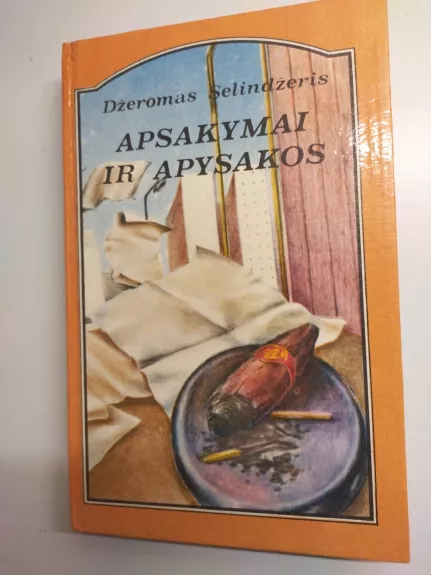 Džeromas Selindžeris
APSAKYMAI
IR APYSAKOS